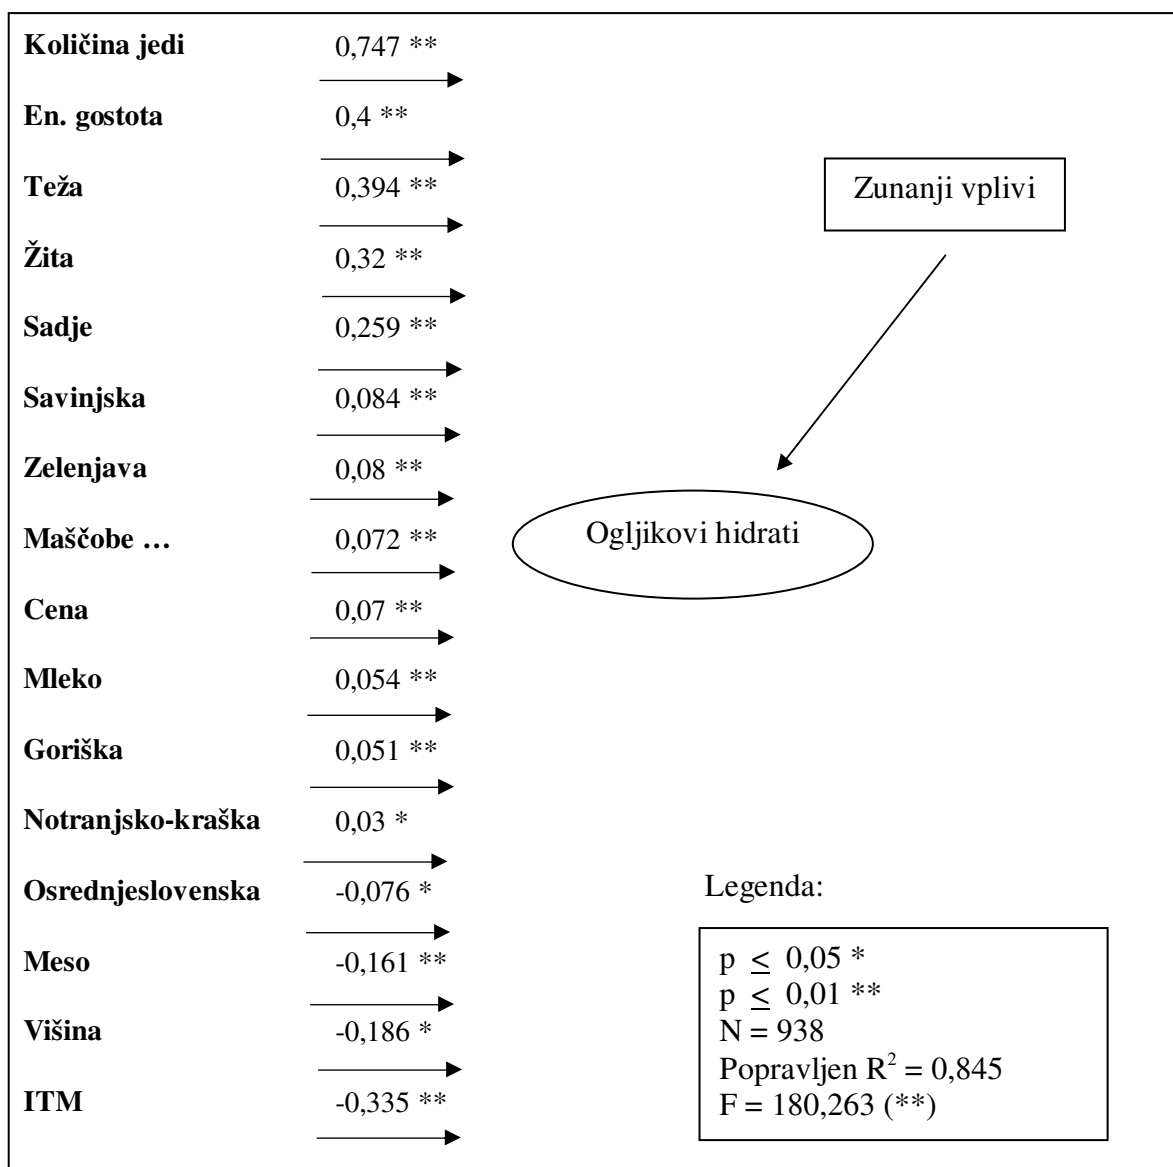 Količina jedi 0,747 **
En. gostota 0,4 **
Teža 0,394 **
Zunanji vplivi
Žita 0,32 **
Sadje 0,259 **
Savinjska 0,084 **
Zelenjava 0,08 **
Maščobe … 0,072 **
Ogljikovi hidrati
Cena 0,07 **
Mleko 0,054 **
Goriška 0,051 **
Notranjsko-kraška 0,03 *
Osrednjeslovenska -0,076 *
Meso -0,161 **
Višina -0,186 *
ITM -0,335 **
Legenda:
p ≤ 0,05 *
p ≤ 0,01 **
N = 938
Popravljen R² = 0,845
F = 180,263 (**)